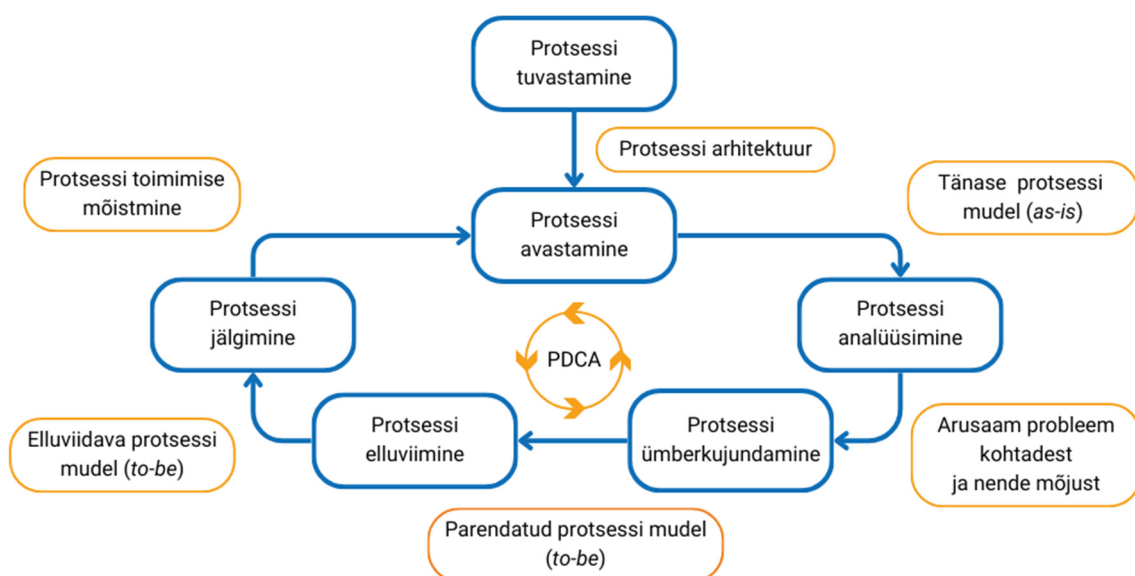 Protsessi
tuvastamine
Protsessi arhitektuur
Protsessi toimimise
mõistmine
Tänase protsessi
mudel (as-is)
Protsessi
avastamine
Protsessi
jälgimine
Protsessi
analüüsimine
PDCA
Protsessi
elluviimine
Protsessi
ümberkujundamine
Elluviidava protsessi
mudel (to-be)
Arusaam probleem
kohtadest
ja nende mõjust
Parendatud protsessi mudel
(to-be)